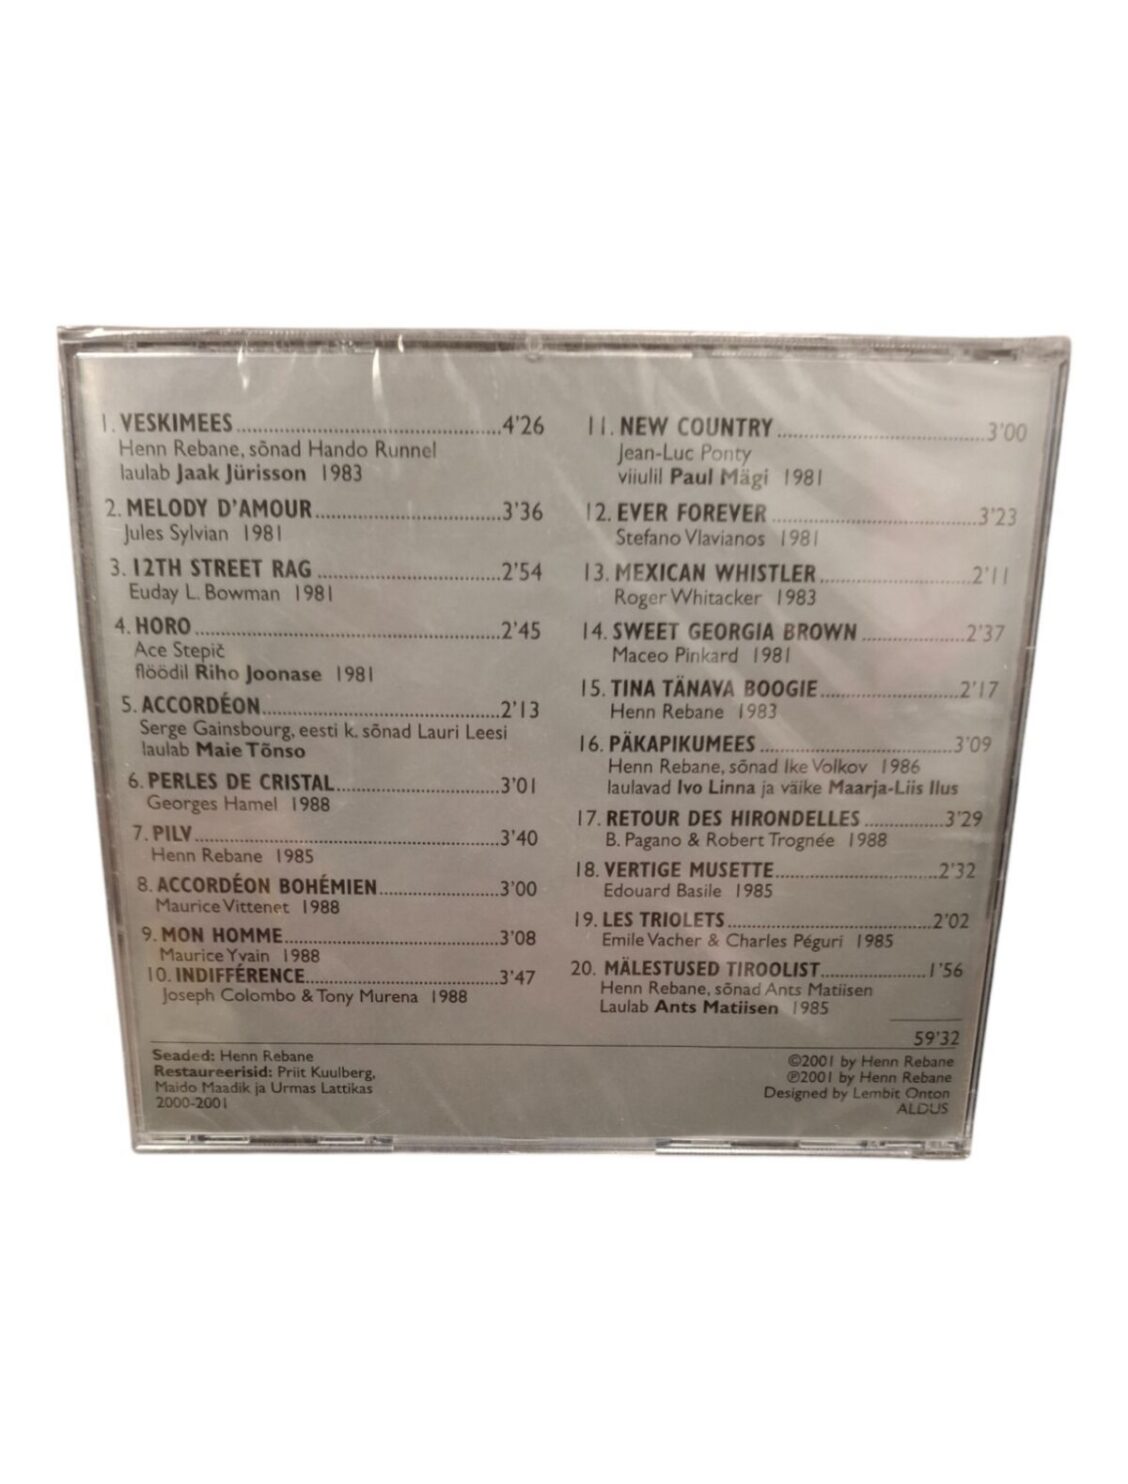 1. VESKIMEES ........ 4'26
Henn Rebane, sõnad Hando Runnel
laulab Jaak Jürisson 1983
2. MELODY D'AMOUR ........ 3'36
Jules Sylvian 1981
3. 12TH STREET RAG ........ 2'54
Euday L. Bowman 1981
4. HORO ........ 2'45
Ace Stepič
flöödil Riho Joonase 1981
5. ACCORDÉON ........ 2'13
Serge Gainsbourg, eesti k. sõnad Lauri Leesi
laulab Maie Tõnso
6. PERLES DE CRISTAL ........ 3'01
Georges Hamel 1988
7. PILV ........ 3'40
Henn Rebane 1985
8. ACCORDÉON BOHÉMIEN ........ 3'00
Maurice Vittenet 1988
9. MON HOMME ........ 3'08
Maurice Yvain 1988
10. INDIFFÉRENCE ........ 3'47
Joseph Colombo & Tony Murena 1988
11. NEW COUNTRY ........ 3'00
Jean-Luc Ponty
viiulil Paul Mägi 1981
12. EVER FOREVER ........ 3'23
Stefano Vlavianos 1981
13. MEXICAN WHISTLER ........ 2'11
Roger Whitacker 1983
14. SWEET GEORGIA BROWN ........ 2'37
Maceo Pinkard 1981
15. TINA TÄNAVA BOOGIE ........ 2'17
Henn Rebane 1983
16. PÄKAPIKUMEES ........ 3'09
Henn Rebane, sõnad Ike Volkov 1986
laulavad Ivo Linna ja väike Maarja-Liis Ilus
17. RETOUR DES HIRONDELLES ........ 3'29
B. Pagano & Robert Trognée 1988
18. VERTIGE MUSETTE ........ 2'32
Edouard Basile 1985
19. LES TRIOLETS ........ 2'02
Emile Vacher & Charles Péguri 1985
20. MÄLESTUSED TIROOLIST ........ 1'56
Henn Rebane, sõnad Ants Matiisen
Laulab Ants Matiisen 1985
59'32
Seaded: Henn Rebane
Restaureerisid: Priit Kuulberg,
Maido Maadik ja Urmas Lattikas
2000-2001
©2001 by Henn Rebane
℗2001 by Henn Rebane
Designed by Lembit Onton
ALDUS